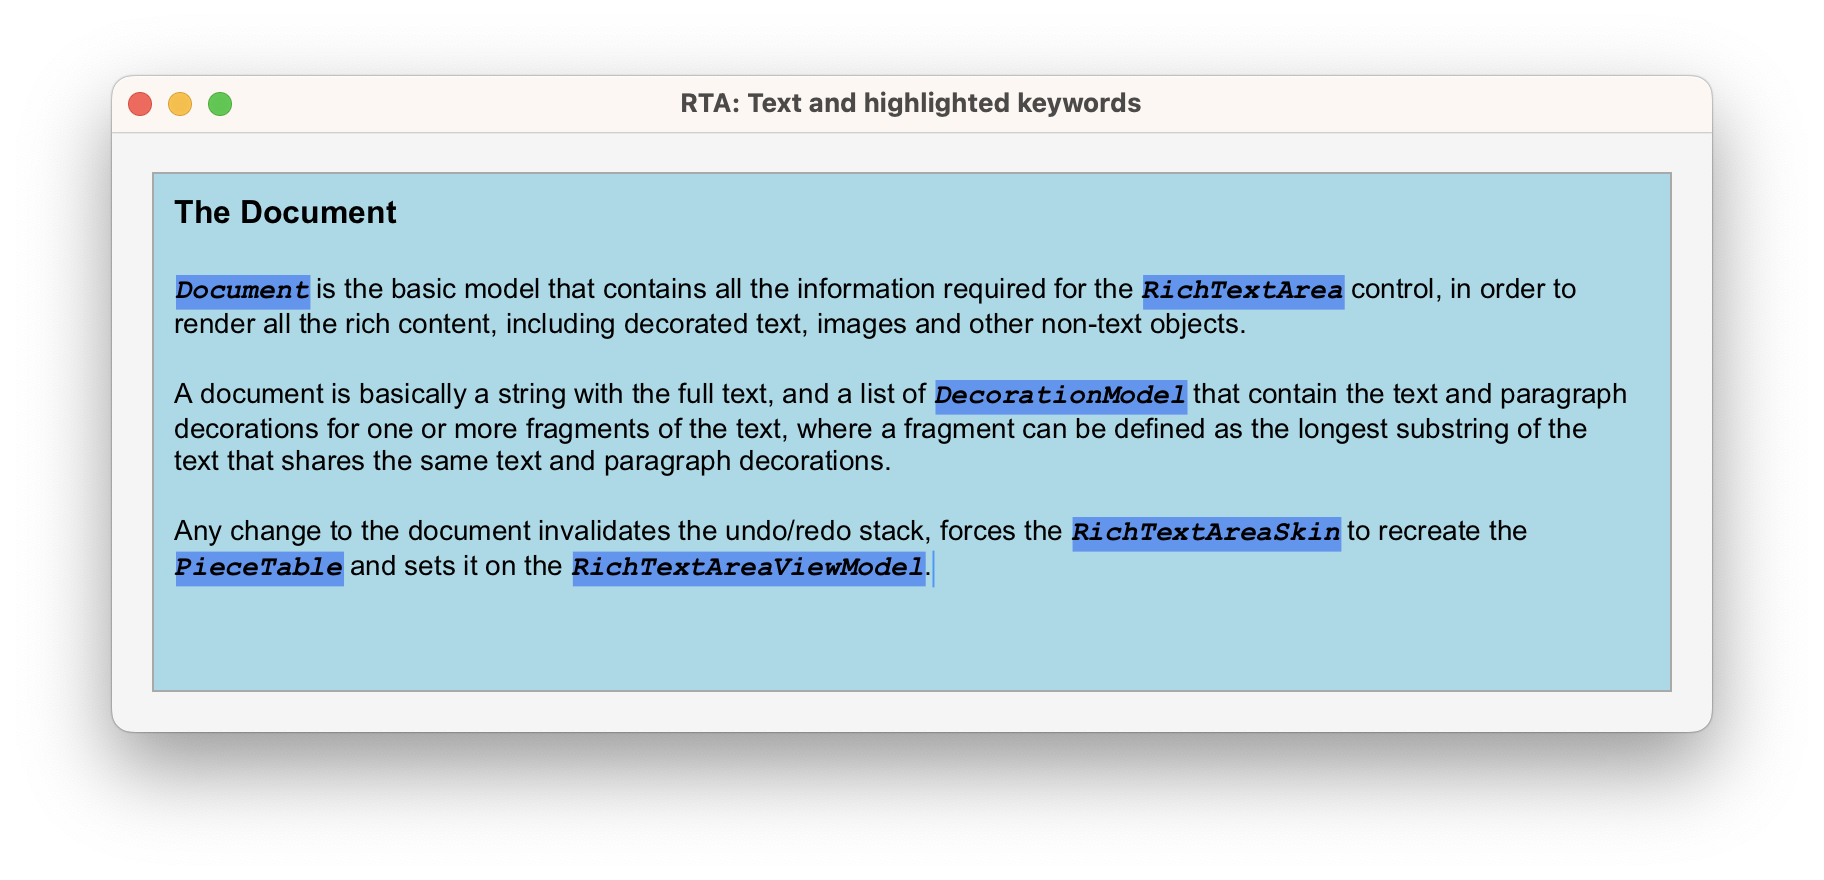 RTA: Text and highlighted keywords
The Document
Document is the basic model that contains all the information required for the RichTextArea control, in order to
render all the rich content, including decorated text, images and other non-text objects.
A document is basically a string with the full text, and a list of DecorationModel that contain the text and paragraph
decorations for one or more fragments of the text, where a fragment can be defined as the longest substring of the
text that shares the same text and paragraph decorations.
Any change to the document invalidates the undo/redo stack, forces the RichTextAreaSkin to recreate the
PieceTable and sets it on the RichTextAreaViewModel.